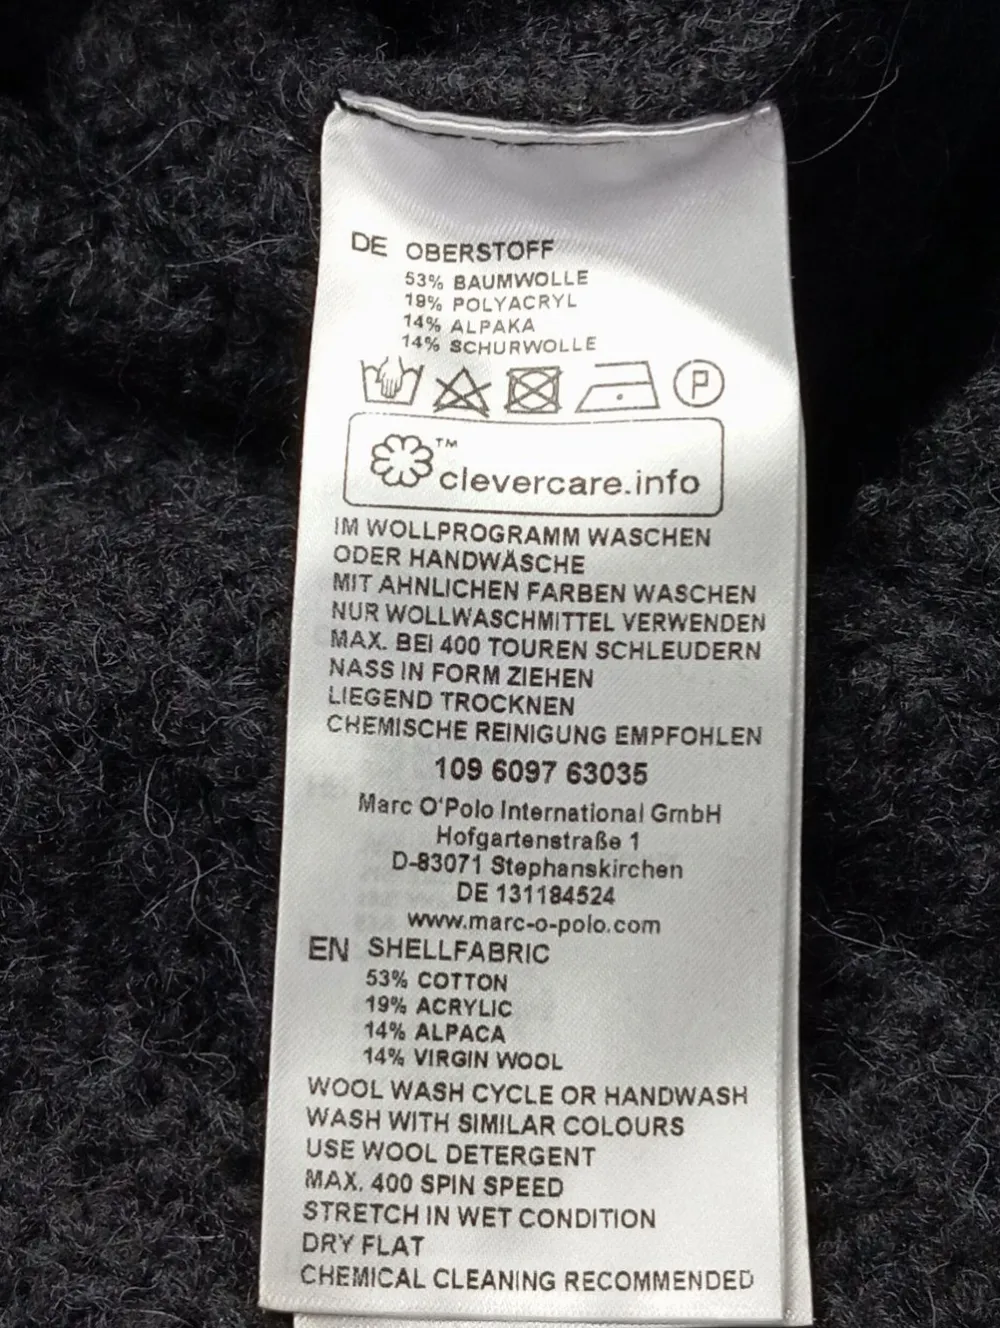 DE OBERSTOFF
53% BAUMWOLLE
19% POLYACRYL
14% ALPAKA
14% SCHURWOLLE
P
clevercare.info™
IM WOLLPROGRAMM WASCHEN
ODER HANDWÄSCHE
MIT AHNLICHEN FARBEN WASCHEN
NUR WOLLWASCHMITTEL VERWENDEN
MAX. BEI 400 TOUREN SCHLEUDERN
NASS IN FORM ZIEHEN
LIEGEND TROCKNEN
CHEMISCHE REINIGUNG EMPFOHLEN
109 6097 63035
Marc O'Polo International GmbH
Hofgartenstraße 1
D-83071 Stephanskirchen
DE 131184524
www.marc-o-polo.com
EN SHELLFABRIC
53% COTTON
19% ACRYLIC
14% ALPACA
14% VIRGIN WOOL
WOOL WASH CYCLE OR HANDWASH
WASH WITH SIMILAR COLOURS
USE WOOL DETERGENT
MAX. 400 SPIN SPEED
STRETCH IN WET CONDITION
DRY FLAT
CHEMICAL CLEANING RECOMMENDED